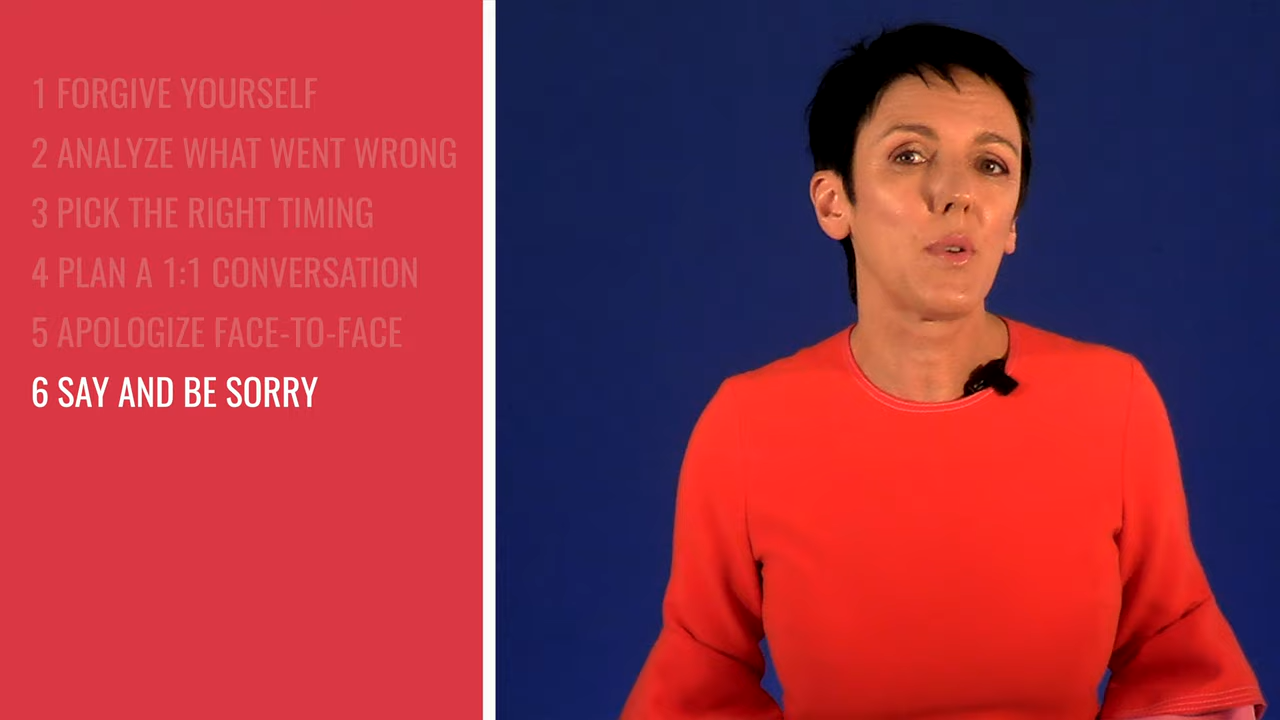 1 FORGIVE YOURSELF
2 ANALYZE WHAT WENT WRONG
3 PICK THE RIGHT TIMING
4 PLAN A 1:1 CONVERSATION
5 APOLOGIZE FACE-TO-FACE
6 SAY AND BE SORRY